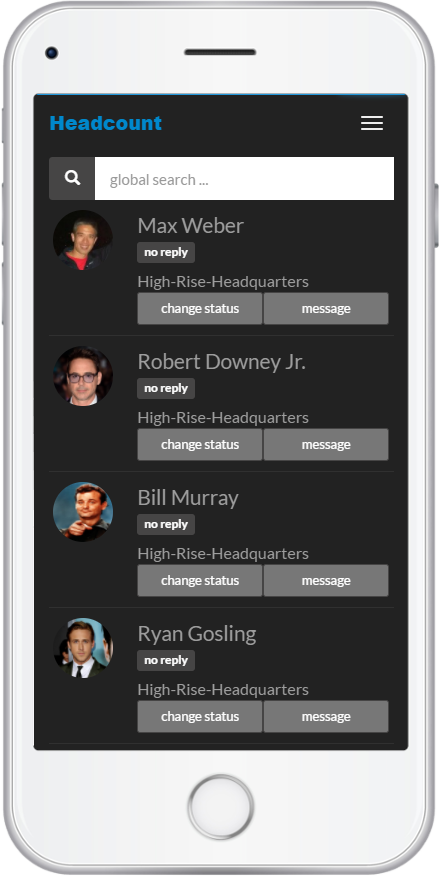 Headcount
global search ...
Max Weber
no reply
High-Rise-Headquarters
change status message
Robert Downey Jr.
no reply
High-Rise-Headquarters
change status message
Bill Murray
no reply
High-Rise-Headquarters
change status message
Ryan Gosling
no reply
High-Rise-Headquarters
change status message